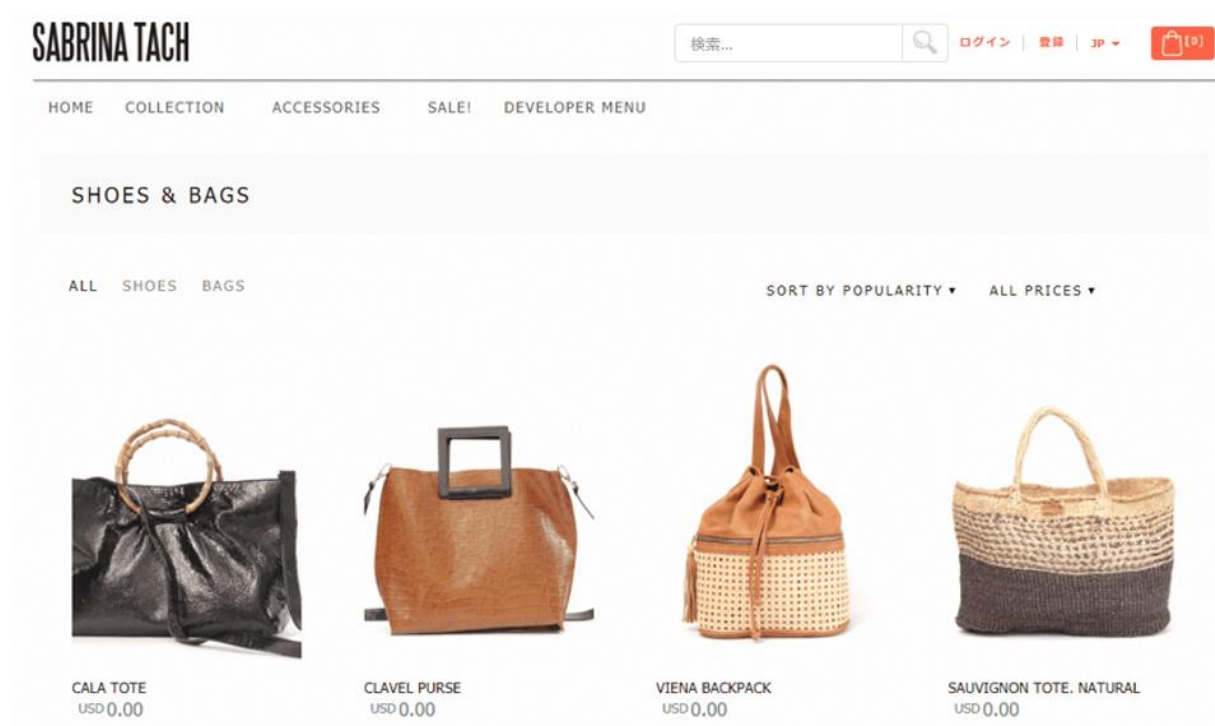 SABRINA TACH
検索...
ログイン | 登録 | JP
[0]
HOME COLLECTION ACCESSORIES SALE! DEVELOPER MENU
SHOES & BAGS
ALL SHOES BAGS
SORT BY POPULARITY ▾ ALL PRICES ▾
CALA TOTE
USD 0.00
CLAVEL PURSE
USD 0.00
VIENA BACKPACK
USD 0.00
SAUVIGNON TOTE. NATURAL
USD 0.00